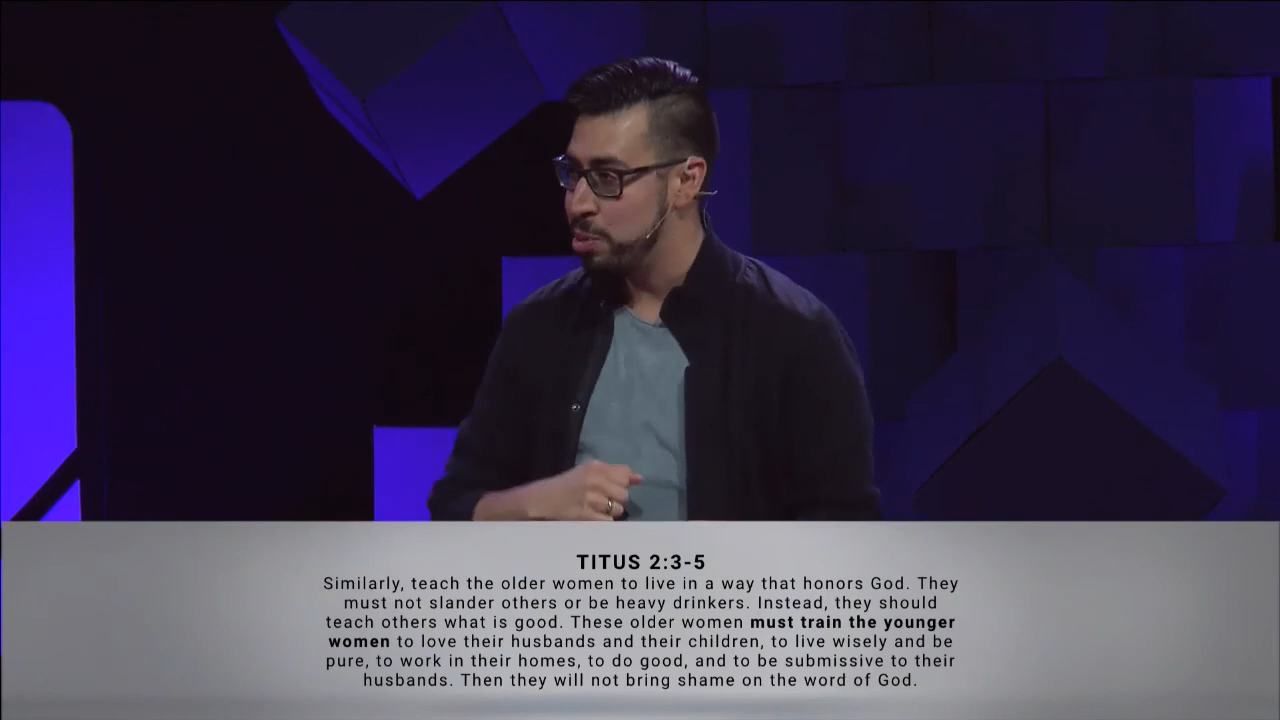 TITUS 2:3-5
Similarly, teach the older women to live in a way that honors God. They
must not slander others or be heavy drinkers. Instead, they should
teach others what is good. These older women must train the younger
women to love their husbands and their children, to live wisely and be
pure, to work in their homes, to do good, and to be submissive to their
husbands. Then they will not bring shame on the word of God.